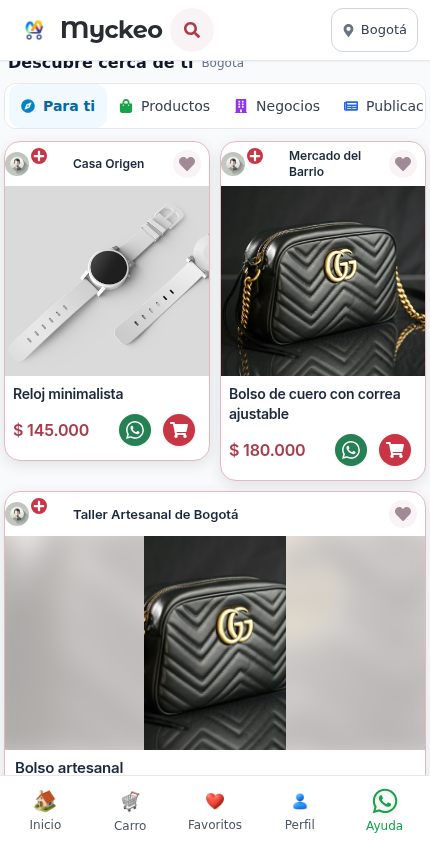 Myckeo
Bogotá
Descubre cerca de ti Bogotá
Para ti Productos Negocios Publicac
Casa Origen
Mercado del
Barrio
Reloj minimalista
$ 145.000
Bolso de cuero con correa
ajustable
$ 180.000
Taller Artesanal de Bogotá
Bolso artesanal
Inicio Carro Favoritos Perfil Ayuda